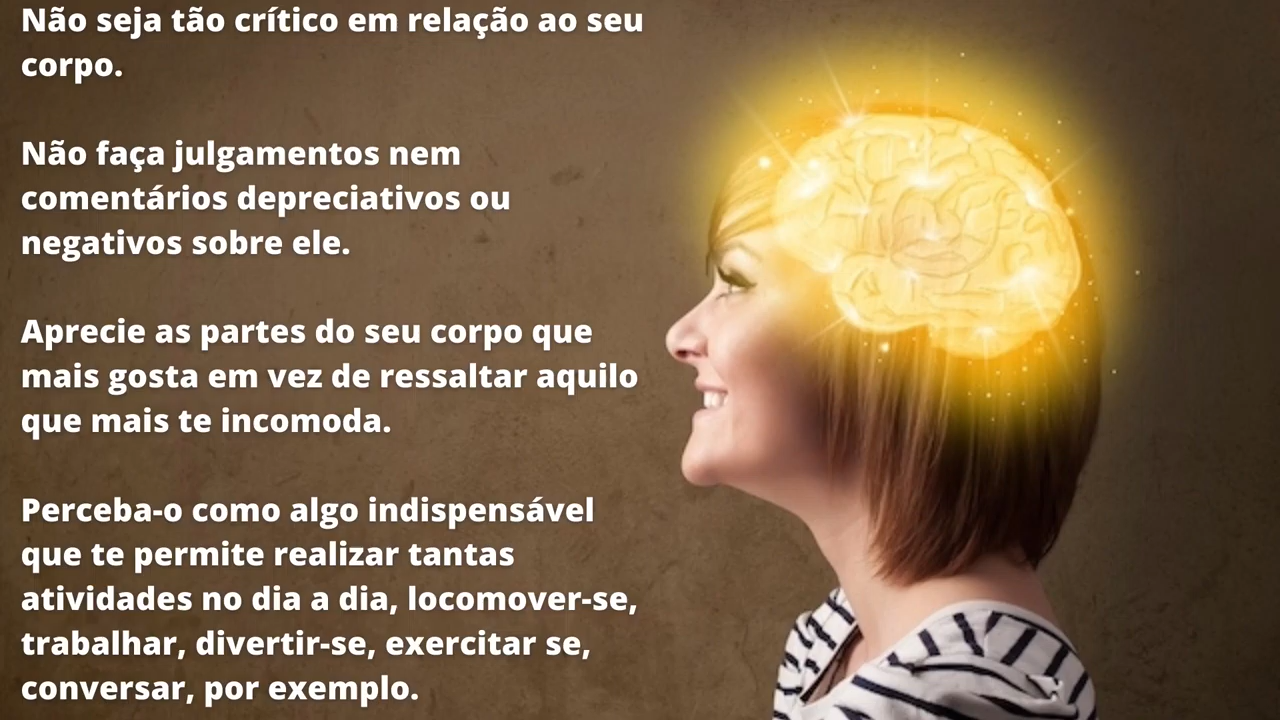 Não seja tão crítico em relação ao seu
corpo.
Não faça julgamentos nem
comentários depreciativos ou
negativos sobre ele.
Aprecie as partes do seu corpo que
mais gosta em vez de ressaltar aquilo
que mais te incomoda.
Perceba-o como algo indispensável
que te permite realizar tantas
atividades no dia a dia, locomover-se,
trabalhar, divertir-se, exercitar se,
conversar, por exemplo.